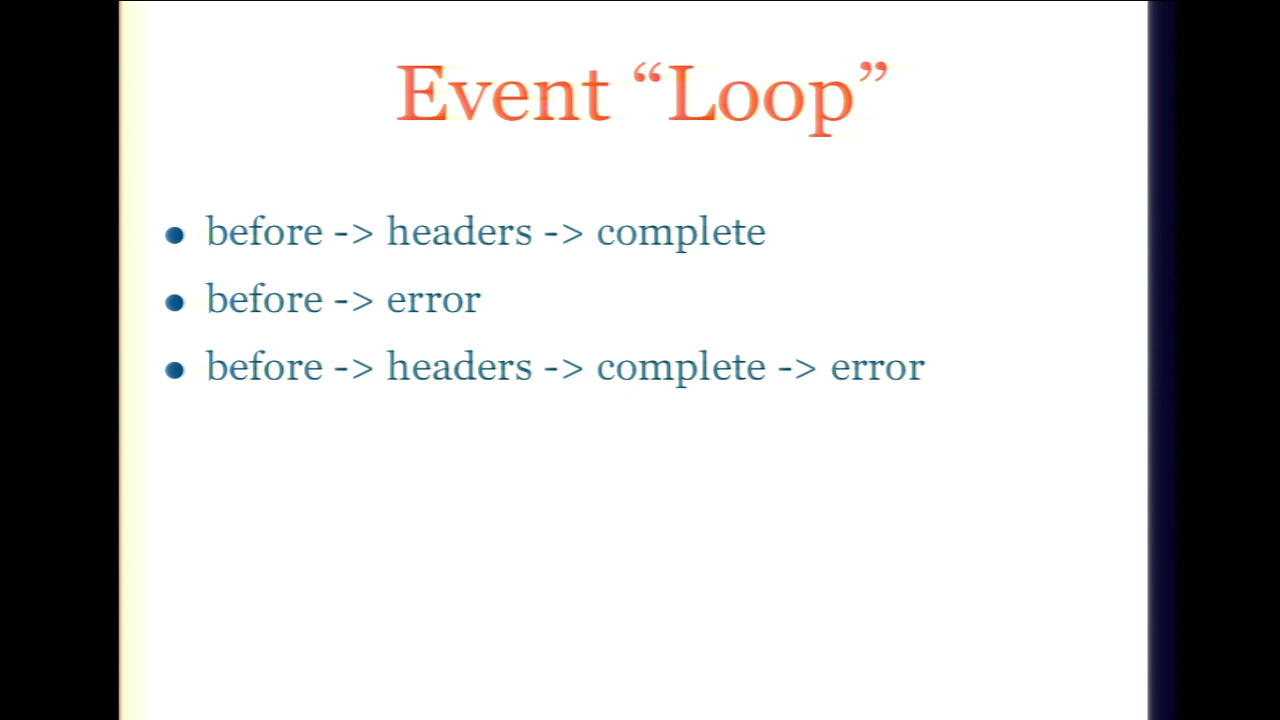 Event “Loop”
• before -> headers -> complete
• before -> error
• before -> headers -> complete -> error